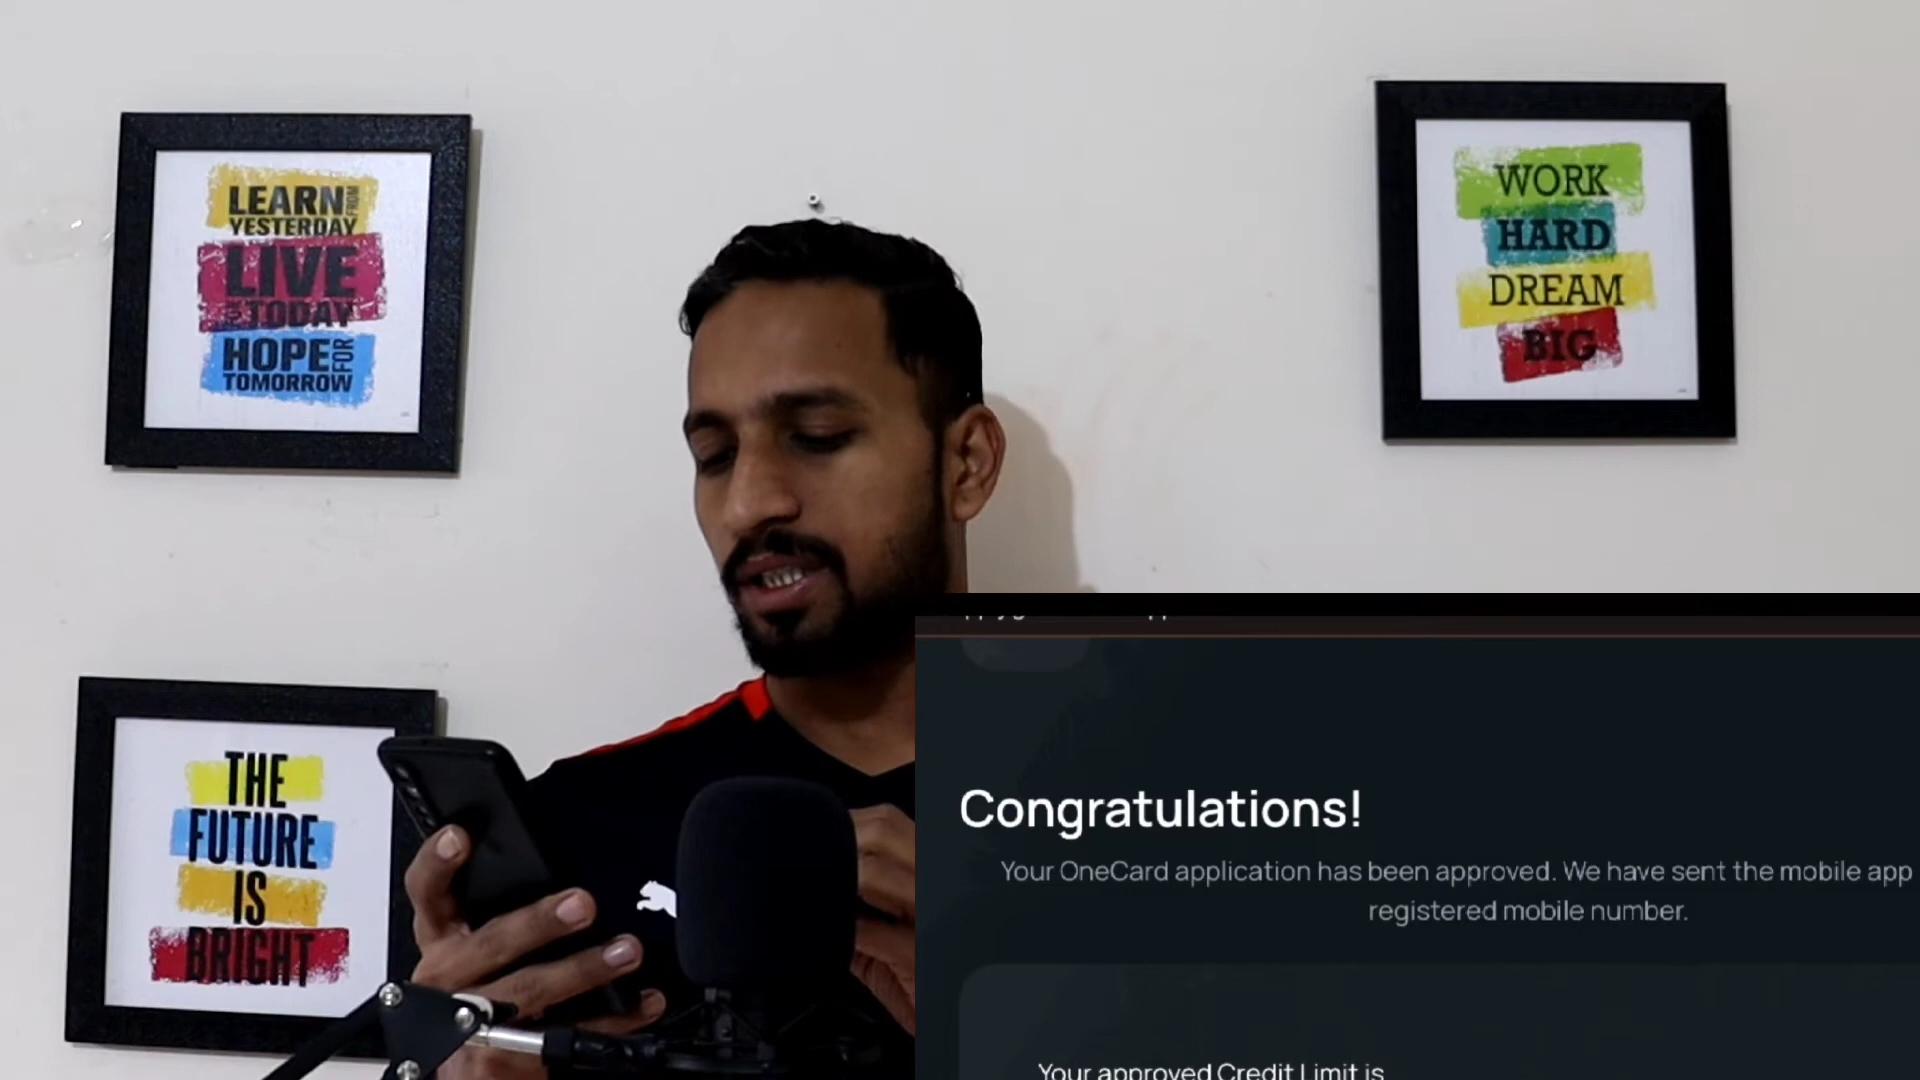 LEARN FROM
YESTERDAY
LIVE
TODAY
HOPE FOR
TOMORROW
WORK
HARD
DREAM
BIG
THE
FUTURE
IS
BRIGHT
Congratulations!
Your OneCard application has been approved. We have sent the mobile app
registered mobile number.
Your approved Credit Limit is